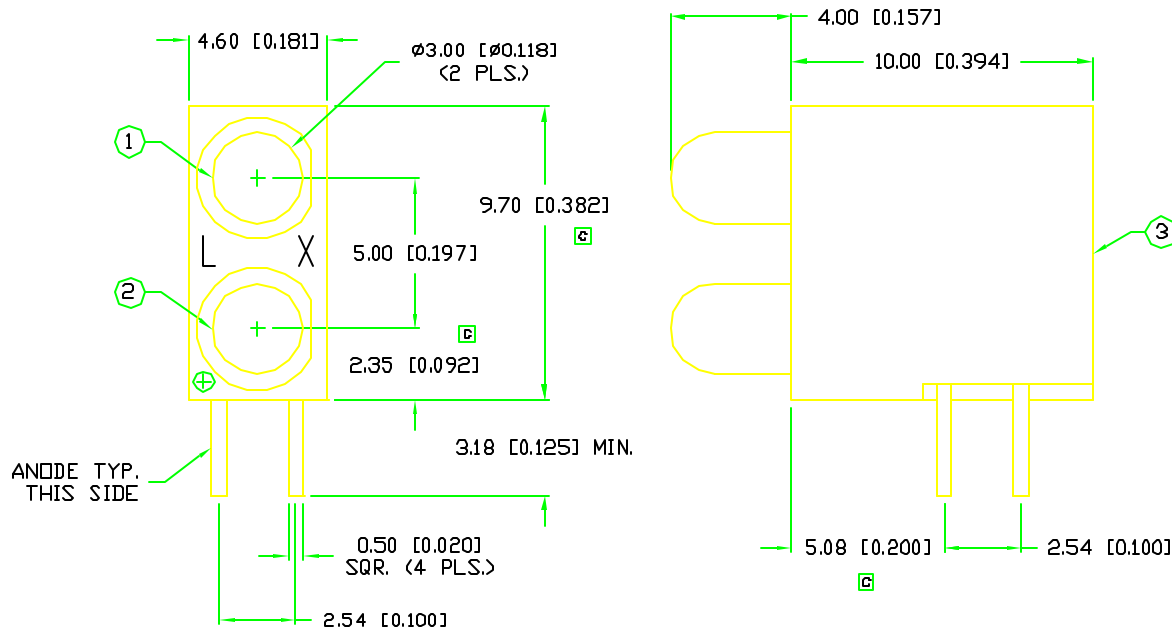 4.60 [0.181]
ø3.00 [ø0.118]
(2 PLS.)
4.00 [0.157]
10.00 [0.394]
1
9.70 [0.382]
C
3
L X
5.00 [0.197]
2
C
2.35 [0.092]
3.18 [0.125] MIN.
ANODE TYP.
THIS SIDE
0.50 [0.020]
SQR. (4 PLS.)
5.08 [0.200]
2.54 [0.100]
C
2.54 [0.100]